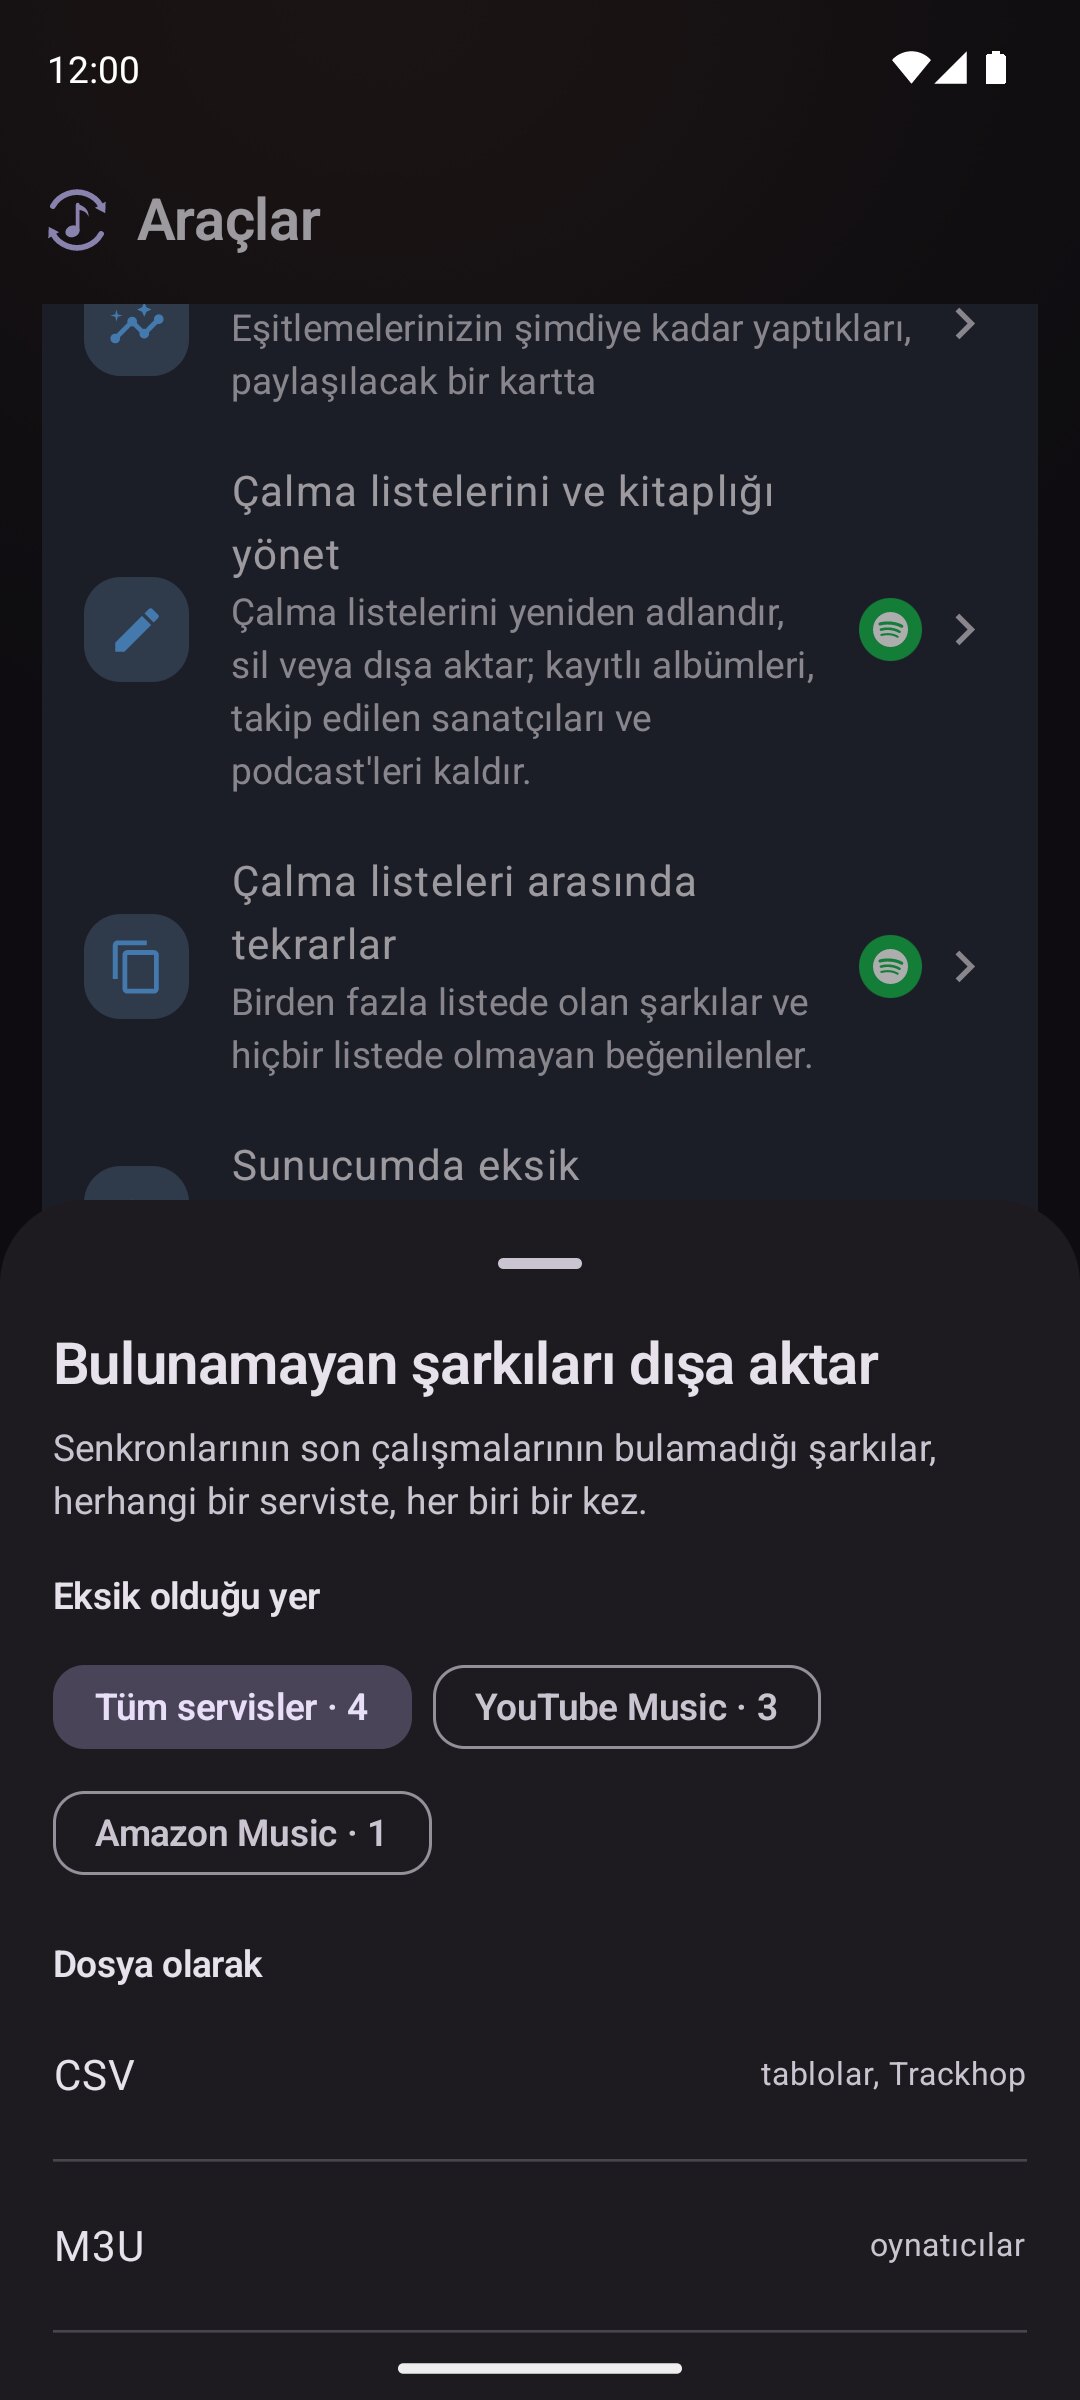 12:00
Araçlar
Eşitlemelerinizin şimdiye kadar yaptıkları,
paylaşılacak bir kartta
Çalma listelerini ve kitaplığı
yönet
Çalma listelerini yeniden adlandır,
sil veya dışa aktar; kayıtlı albümleri,
takip edilen sanatçıları ve
podcast'leri kaldır.
Çalma listeleri arasında
tekrarlar
Birden fazla listede olan şarkılar ve
hiçbir listede olmayan beğenilenler.
Sunucumda eksik
Bulunamayan şarkıları dışa aktar
Senkronlarının son çalışmalarının bulamadığı şarkılar,
herhangi bir serviste, her biri bir kez.
Eksik olduğu yer
Tüm servisler · 4
YouTube Music · 3
Amazon Music · 1
Dosya olarak
CSV
tablolar, Trackhop
M3U
oynatıcılar